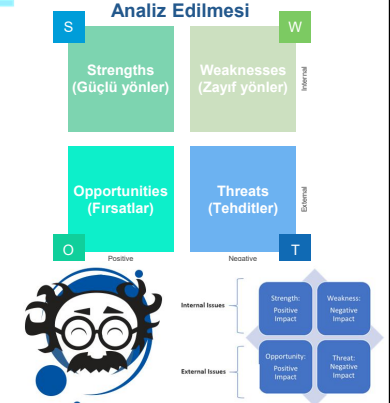 Analiz Edilmesi
S
W
Strengths
(Güçlü yönler)
Weaknesses
(Zayıf yönler)
Internal
Opportunities
(Fırsatlar)
Threats
(Tehditler)
External
O
T
Positive
Negative
Internal Issues
Strength:
Positive
Impact
Weakness:
Negative
Impact
External Issues
Opportunity:
Positive
Impact
Threat:
Negative
Impact